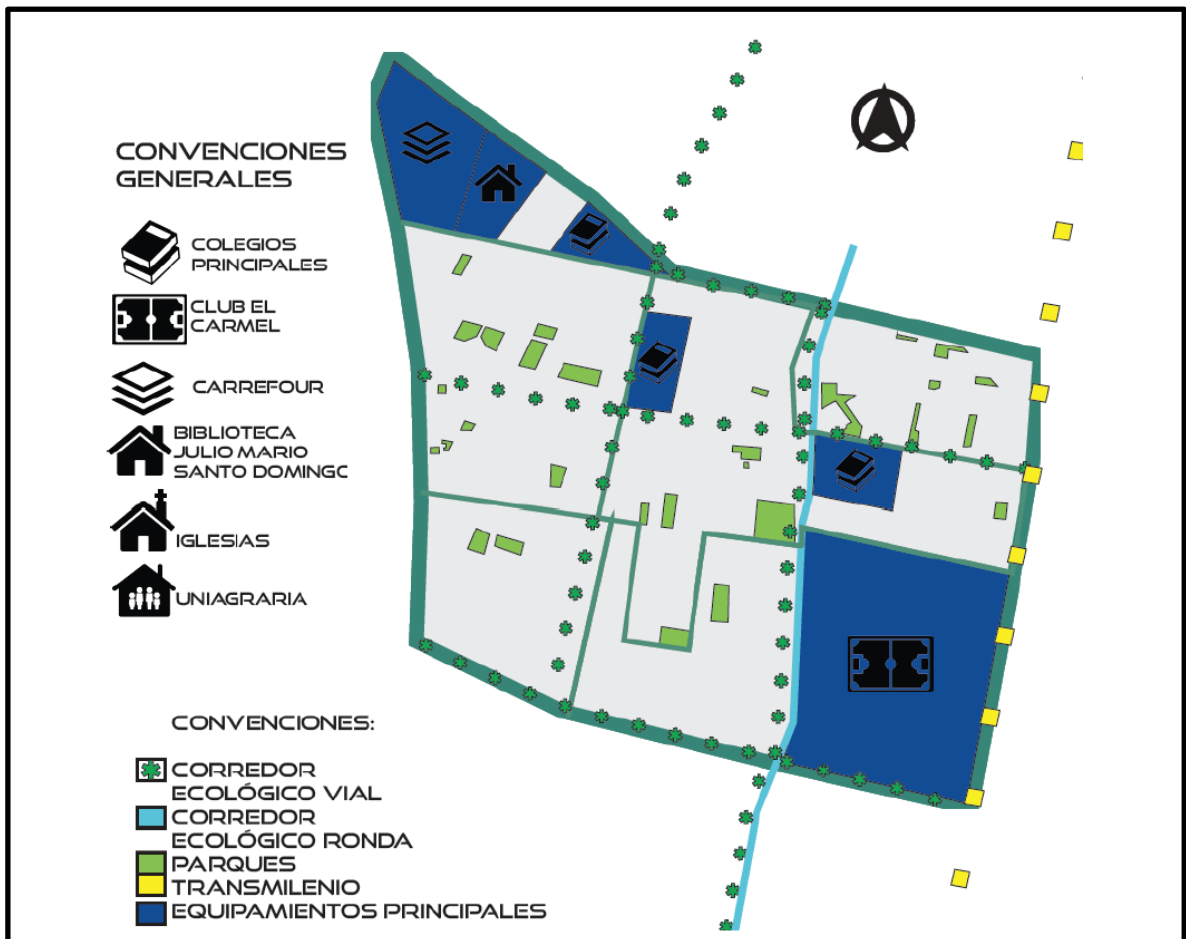 CONVENCIONES
GENERALES
COLEGIOS
PRINCIPALES
CLUB EL
CARMEL
CARREFOUR
BIBLIOTECA
JULIO MARIO
SANTO DOMINGO
IGLESIAS
UNIAGRARIA
CONVENCIONES:
CORREDOR
ECOLÓGICO VIAL
CORREDOR
ECOLÓGICO RONDA
PARQUES
TRANSMILENIO
EQUIPAMIENTOS PRINCIPALES